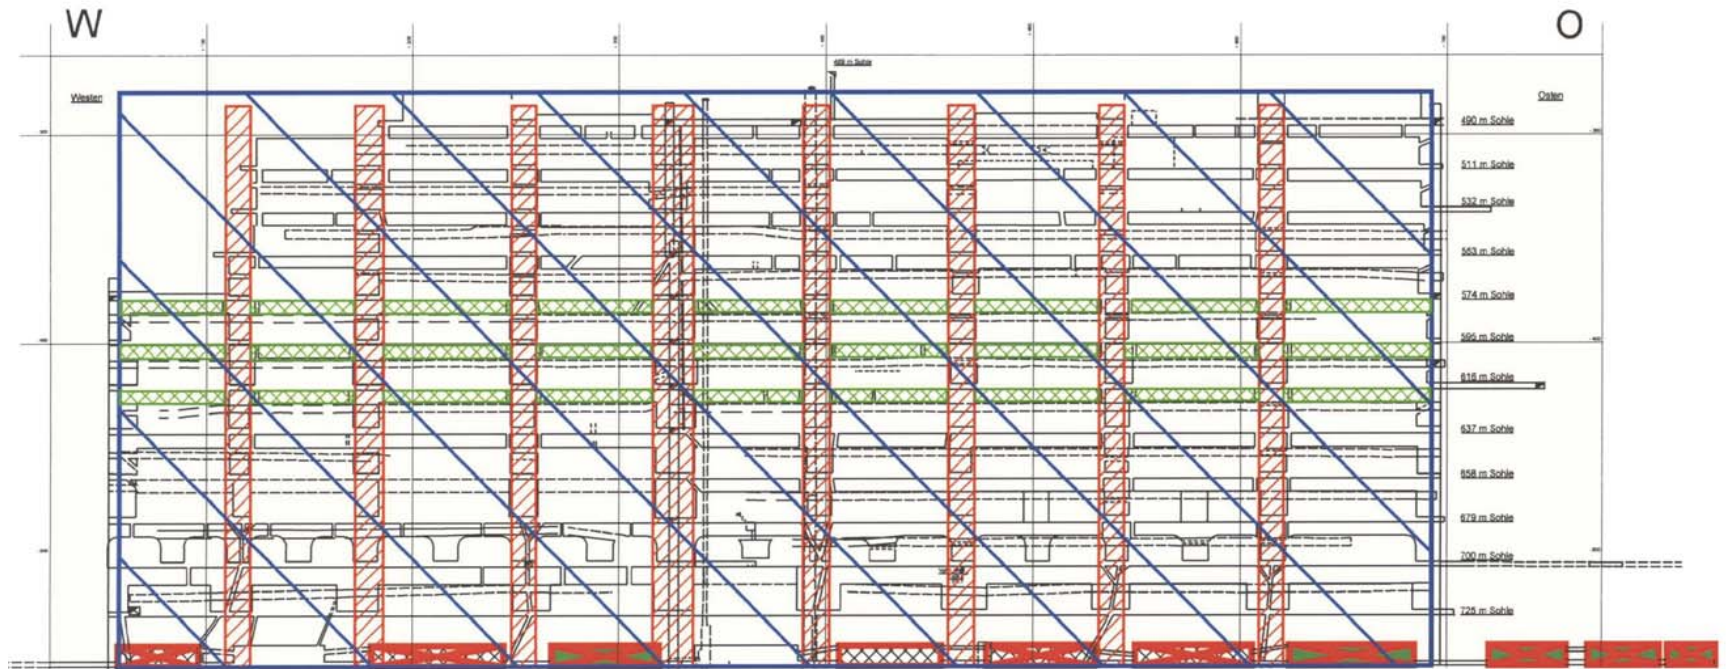 W
O
Westen
Osten
490 m Sohle
511 m Sohle
532 m Sohle
553 m Sohle
574 m Sohle
595 m Sohle
616 m Sohle
637 m Sohle
658 m Sohle
679 m Sohle
700 m Sohle
725 m Sohle